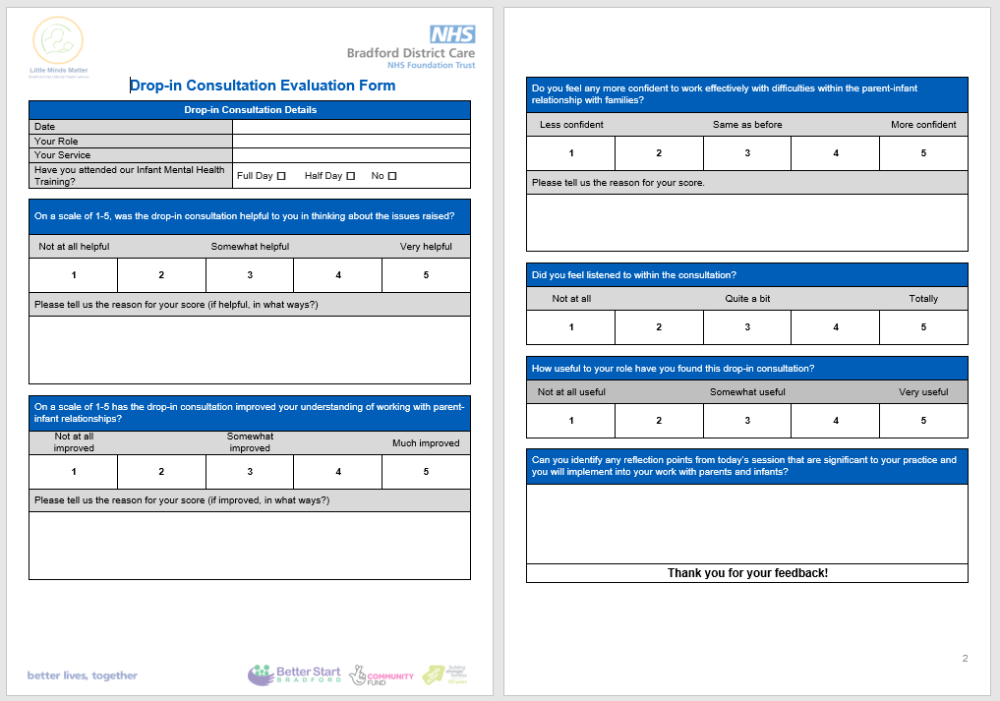 Little Minds Matter
NHS
Bradford District Care
NHS Foundation Trust
Drop-in Consultation Evaluation Form
Drop-in Consultation Details
Date
Your Role
Your Service
Have you attended our Infant Mental Health
Training?
Full Day ☐ Half Day ☐ No ☐
On a scale of 1-5, was the drop-in consultation helpful to you in thinking about the issues raised?
Not at all helpful Somewhat helpful Very helpful
1 2 3 4 5
Please tell us the reason for your score (if helpful, in what ways?)
On a scale of 1-5 has the drop-in consultation improved your understanding of working with parent-
infant relationships?
Not at all improved Somewhat improved Much improved
1 2 3 4 5
Please tell us the reason for your score (if improved, in what ways?)
better lives, together
Better Start
BRADFORD
COMMUNITY
FUND
Do you feel any more confident to work effectively with difficulties within the parent-infant
relationship with families?
Less confident Same as before More confident
1 2 3 4 5
Please tell us the reason for your score.
Did you feel listened to within the consultation?
Not at all Quite a bit Totally
1 2 3 4 5
How useful to your role have you found this drop-in consultation?
Not at all useful Somewhat useful Very useful
1 2 3 4 5
Can you identify any reflection points from today's session that are significant to your practice and
you will implement into your work with parents and infants?
Thank you for your feedback!
2